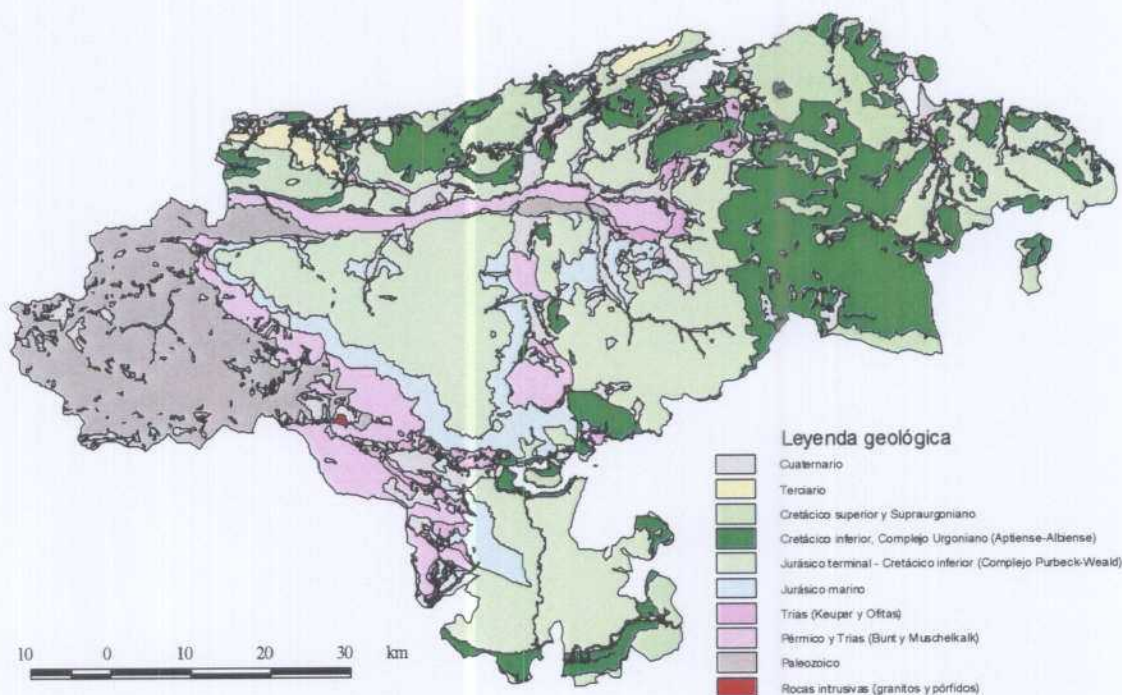 Leyenda geológica
Cuaternario
Terciario
Cretácico superior y Supraurgoniano
Cretácico inferior, Complejo Urgoniano (Aptiense-Albiense)
Jurásico terminal - Cretácico inferior (Complejo Purbeck-Weald)
Jurásico marino
Trias (Keuper y Ofitas)
Pérmico y Trias (Bunt y Muschelkalk)
Paleozoico
Rocas intrusivas (granitos y pórfidos)
10 0 10 20 30 km